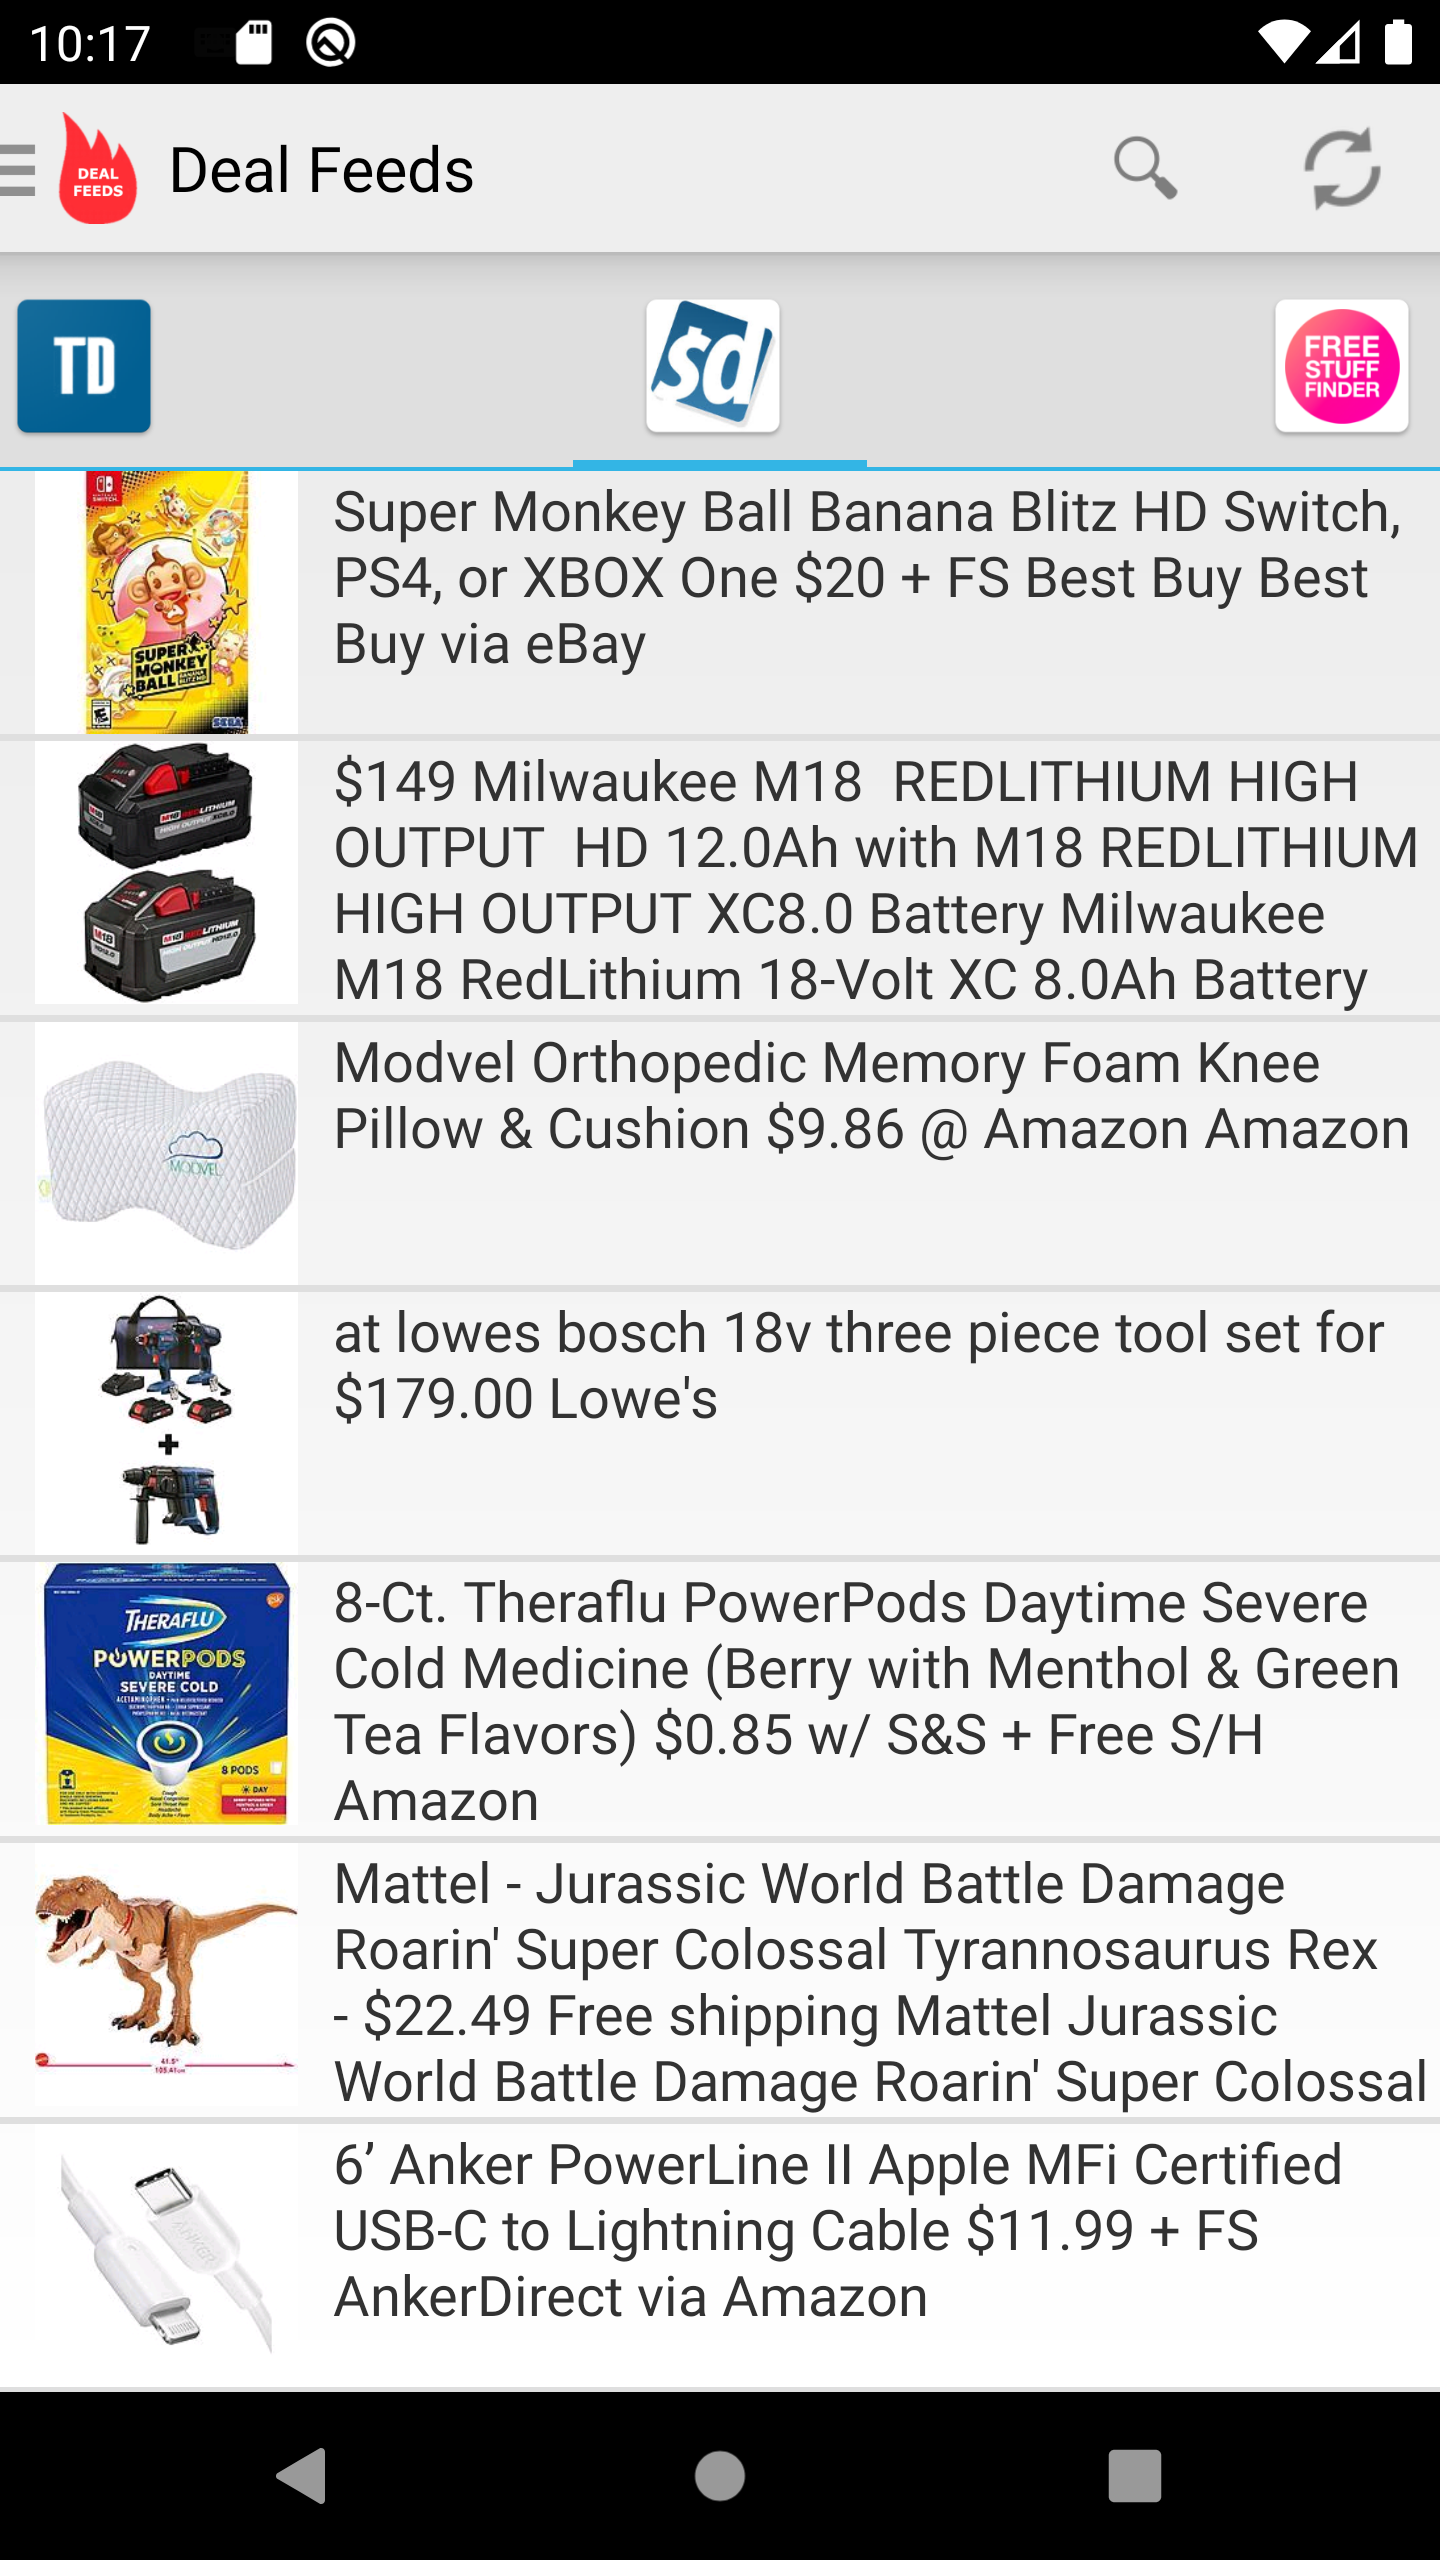 10:17
DEAL
FEEDS
Deal Feeds
TD
sd
FREE
STUFF
FINDER
Super Monkey Ball Banana Blitz HD Switch,
PS4, or XBOX One $20 + FS Best Buy Best
Buy via eBay
SUPER
MONKEY
BALL
SEGA
$149 Milwaukee M18  REDLITHIUM HIGH
OUTPUT  HD 12.0Ah with M18 REDLITHIUM
HIGH OUTPUT XC8.0 Battery Milwaukee
M18 RedLithium 18-Volt XC 8.0Ah Battery
Modvel Orthopedic Memory Foam Knee
Pillow & Cushion $9.86 @ Amazon Amazon
MODVEL
at lowes bosch 18v three piece tool set for
$179.00 Lowe's
THERAFLU
POWERPODS
DAYTIME
SEVERE COLD
8 PODS
DAY
8-Ct. Theraflu PowerPods Daytime Severe
Cold Medicine (Berry with Menthol & Green
Tea Flavors) $0.85 w/ S&S + Free S/H
Amazon
Mattel - Jurassic World Battle Damage
Roarin' Super Colossal Tyrannosaurus Rex
- $22.49 Free shipping Mattel Jurassic
World Battle Damage Roarin' Super Colossal
41.5"
105.41cm
6’ Anker PowerLine II Apple MFi Certified
USB-C to Lightning Cable $11.99 + FS
AnkerDirect via Amazon
ANKER